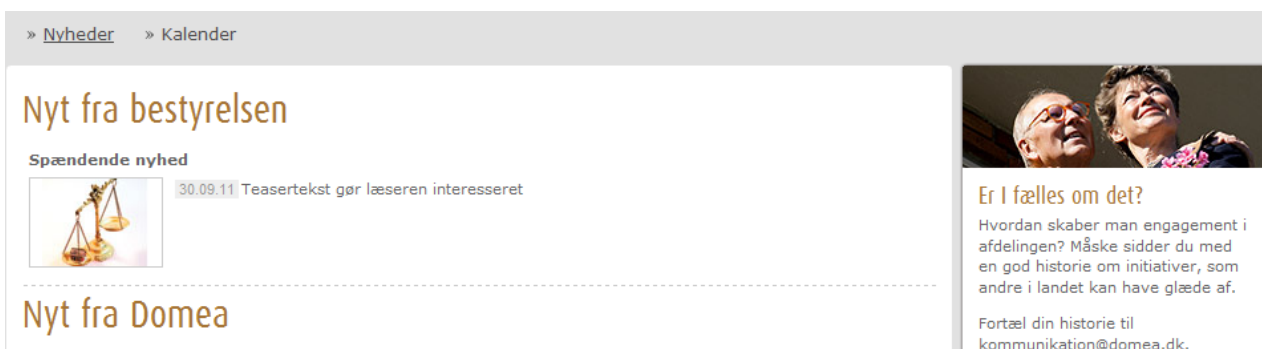 » Nyheder » Kalender
Nyt fra bestyrelsen
Spændende nyhed
30.09.11 Teasertekst gør læseren interesseret
Nyt fra Domea
Er I fælles om det?
Hvordan skaber man engagement i
afdelingen? Måske sidder du med
en god historie om initiativer, som
andre i landet kan have glæde af.
Fortæl din historie til
kommunikation@domea.dk.